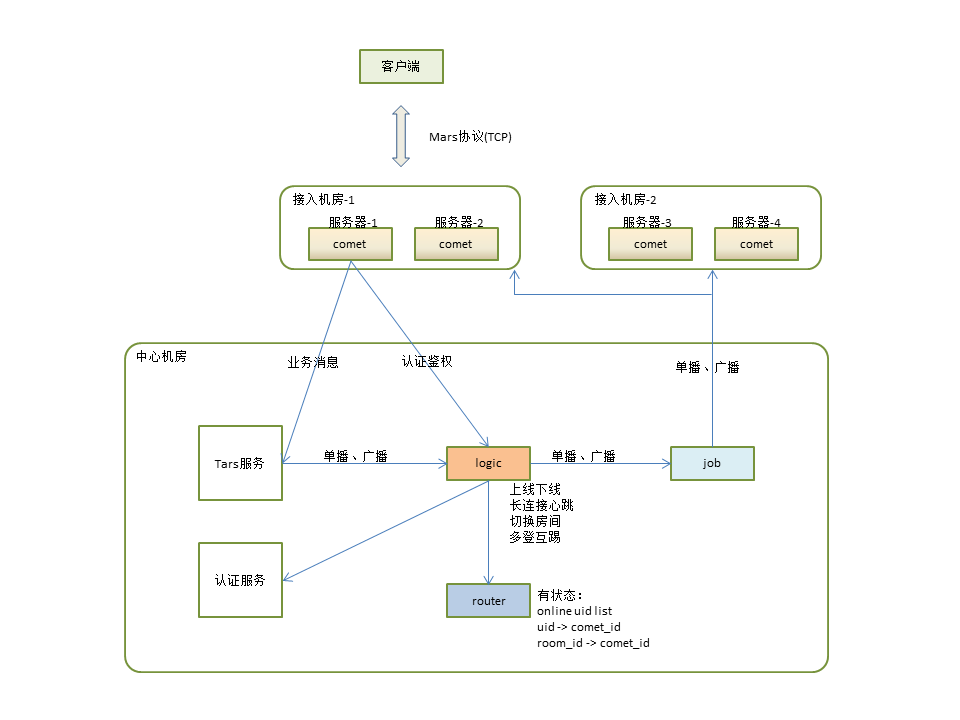 客户端
Mars协议(TCP)
接入机房-1
服务器-1
服务器-2
comet
comet
接入机房-2
服务器-3
服务器-4
comet
comet
中心机房
业务消息
认证鉴权
单播、广播
Tars服务
单播、广播
logic
单播、广播
job
上线下线
长连接心跳
切换房间
多登互踢
认证服务
router
有状态：
online uid list
uid -> comet_id
room_id -> comet_id